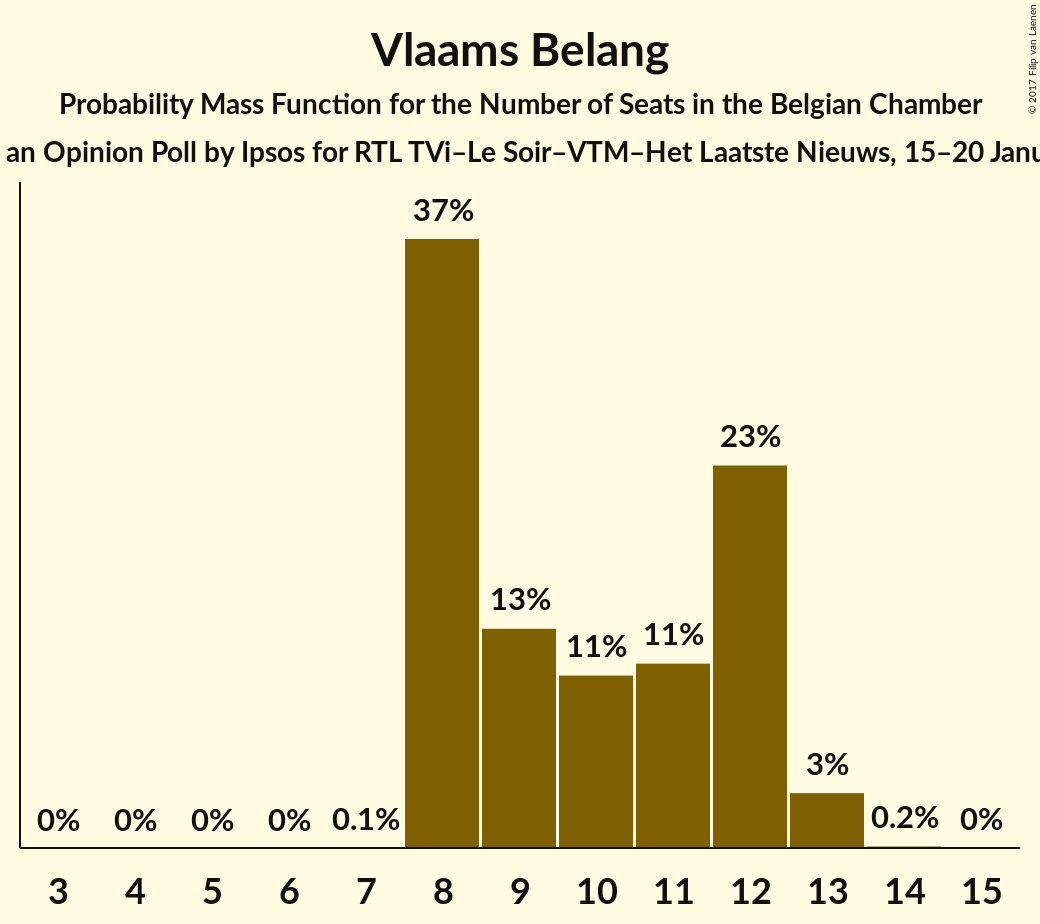 Vlaams Belang
Probability Mass Function for the Number of Seats in the Belgian Chamber
an Opinion Poll by Ipsos for RTL TVi–Le Soir–VTM–Het Laatste Nieuws, 15–20 Janu
© 2017 Filip van Laenen
37%
23%
13%
11%
11%
3%
0%
0%
0%
0%
0.1%
0.2%
0%
3 4 5 6 7 8 9 10 11 12 13 14 15